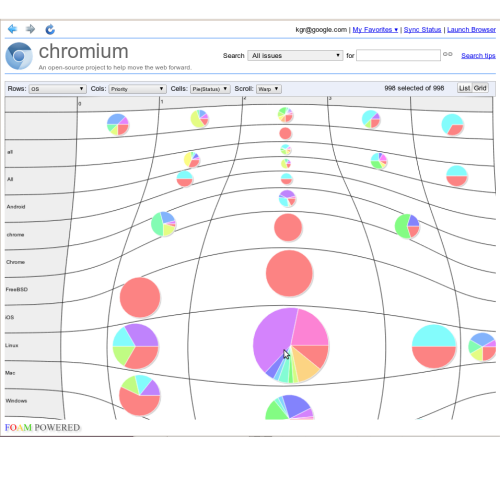 kgr@google.com | My Favorites ▾ | Sync Status | Launch Browser
chromium
An open-source project to help move the web forward.
Search All issues for GO Search tips
Rows: OS Cols: Priority Cells: Pie(Status) Scroll: Warp 998 selected of 998 List Grid
0 1 2 3
all
All
Android
chrome
Chrome
FreeBSD
iOS
Linux
Mac
Windows
FOAM POWERED